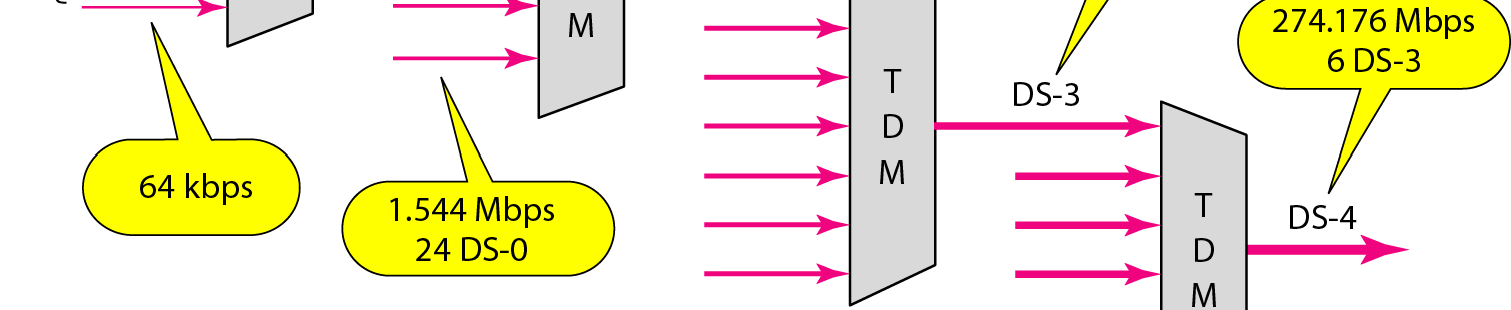 M
64 kbps
1.544 Mbps
24 DS-0
T
D
M
DS-3
274.176 Mbps
6 DS-3
T
D
M
DS-4